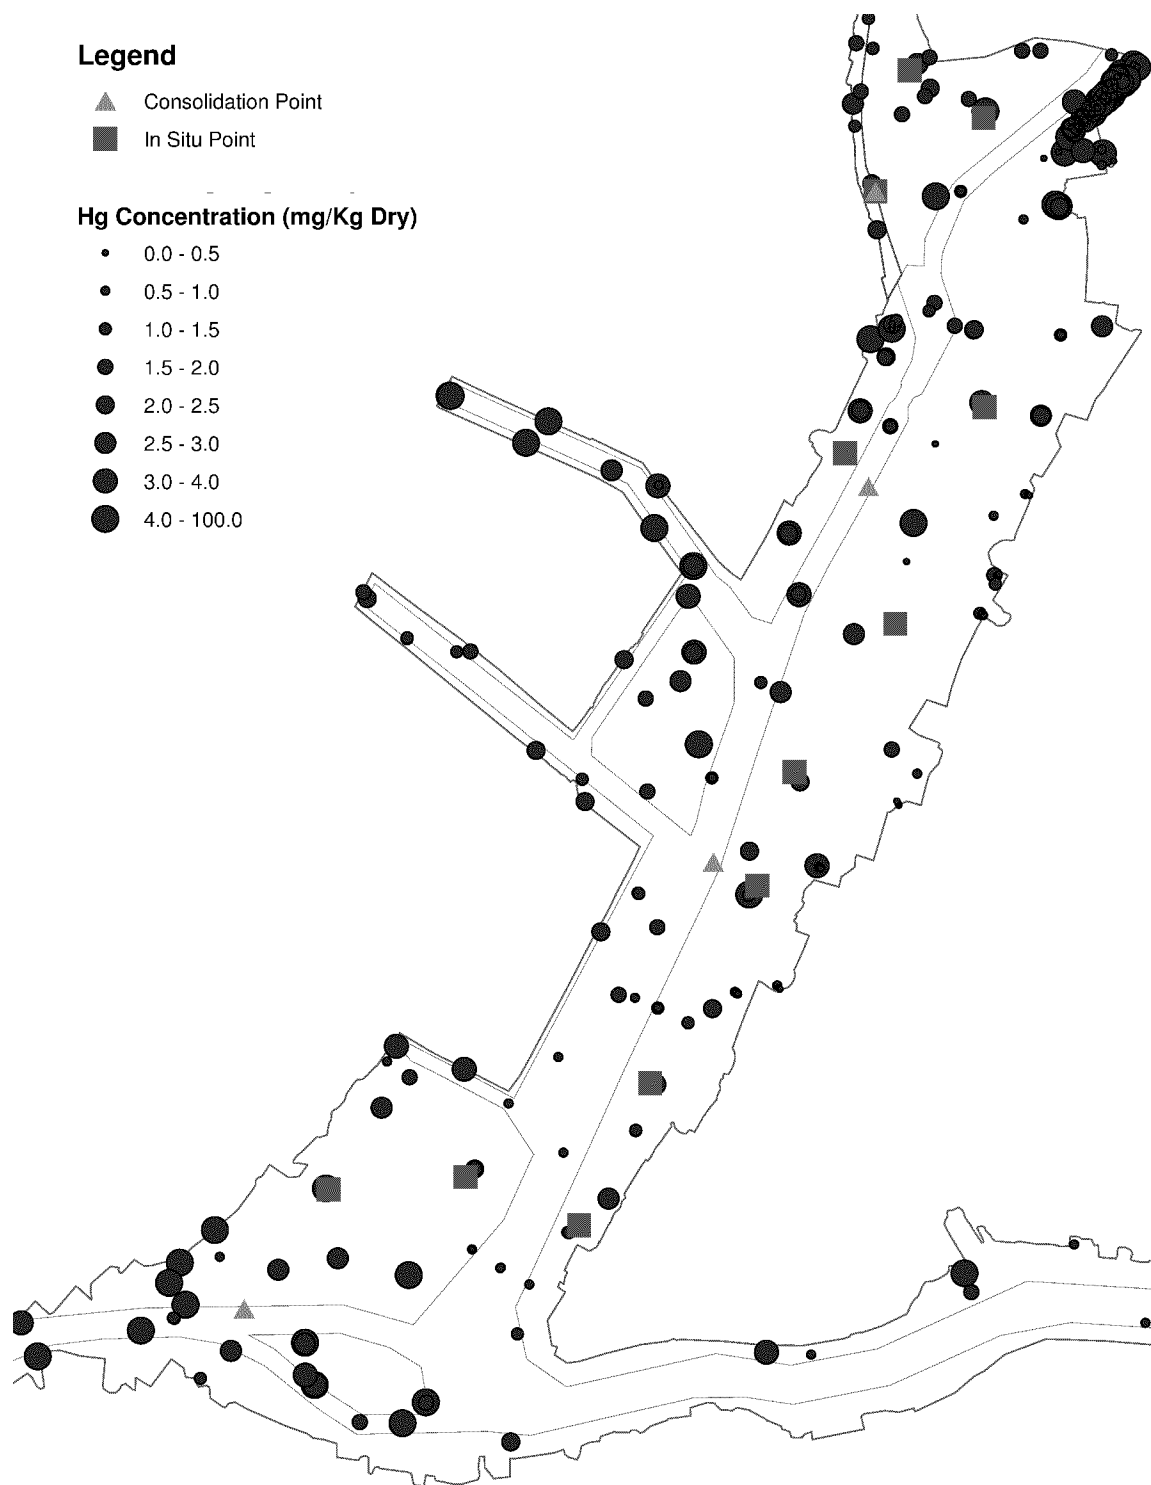 Legend
Consolidation Point
In Situ Point
Hg Concentration (mg/Kg Dry)
0.0 - 0.5
0.5 - 1.0
1.0 - 1.5
1.5 - 2.0
2.0 - 2.5
2.5 - 3.0
3.0 - 4.0
4.0 - 100.0